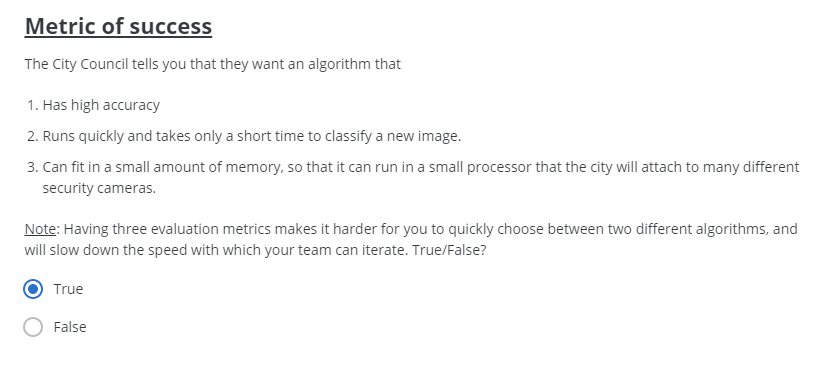 Metric of success
The City Council tells you that they want an algorithm that
1. Has high accuracy
2. Runs quickly and takes only a short time to classify a new image.
3. Can fit in a small amount of memory, so that it can run in a small processor that the city will attach to many different
security cameras.
Note: Having three evaluation metrics makes it harder for you to quickly choose between two different algorithms, and
will slow down the speed with which your team can iterate. True/False?
True
False